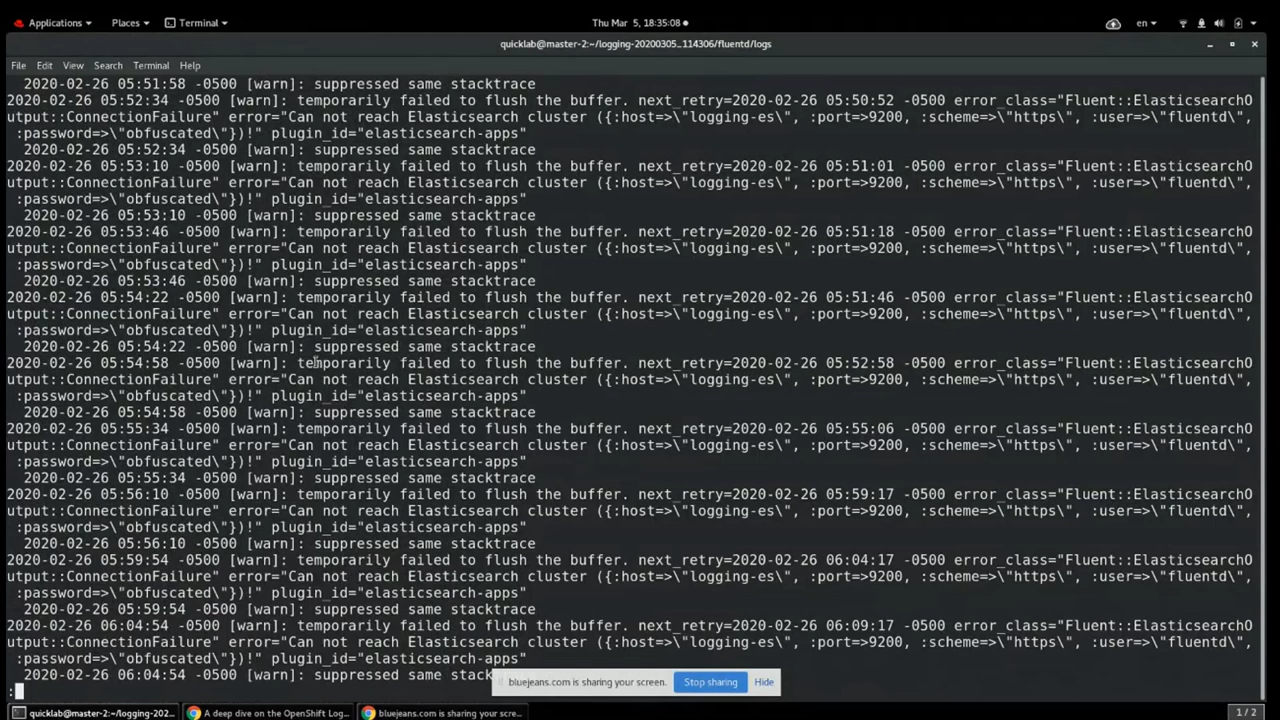 Applications Places Terminal Thu Mar 5, 18:35:08 en
quicklab@master-2:~/logging-20200305_114306/fluentd/logs
File Edit View Search Terminal Help
2020-02-26 05:51:58 -0500 [warn]: suppressed same stacktrace
2020-02-26 05:52:34 -0500 [warn]: temporarily failed to flush the buffer. next_retry=2020-02-26 05:50:52 -0500 error_class="Fluent::ElasticsearchO
utput::ConnectionFailure" error="Can not reach Elasticsearch cluster ({:host=>\"logging-es\", :port=>9200, :scheme=>\"https\", :user=>\"fluentd\",
:password=>\"obfuscated\"})!" plugin_id="elasticsearch-apps"
2020-02-26 05:52:34 -0500 [warn]: suppressed same stacktrace
2020-02-26 05:53:10 -0500 [warn]: temporarily failed to flush the buffer. next_retry=2020-02-26 05:51:01 -0500 error_class="Fluent::ElasticsearchO
utput::ConnectionFailure" error="Can not reach Elasticsearch cluster ({:host=>\"logging-es\", :port=>9200, :scheme=>\"https\", :user=>\"fluentd\",
:password=>\"obfuscated\"})!" plugin_id="elasticsearch-apps"
2020-02-26 05:53:10 -0500 [warn]: suppressed same stacktrace
2020-02-26 05:53:46 -0500 [warn]: temporarily failed to flush the buffer. next_retry=2020-02-26 05:51:18 -0500 error_class="Fluent::ElasticsearchO
utput::ConnectionFailure" error="Can not reach Elasticsearch cluster ({:host=>\"logging-es\", :port=>9200, :scheme=>\"https\", :user=>\"fluentd\",
:password=>\"obfuscated\"})!" plugin_id="elasticsearch-apps"
2020-02-26 05:53:46 -0500 [warn]: suppressed same stacktrace
2020-02-26 05:54:22 -0500 [warn]: temporarily failed to flush the buffer. next_retry=2020-02-26 05:51:46 -0500 error_class="Fluent::ElasticsearchO
utput::ConnectionFailure" error="Can not reach Elasticsearch cluster ({:host=>\"logging-es\", :port=>9200, :scheme=>\"https\", :user=>\"fluentd\",
:password=>\"obfuscated\"})!" plugin_id="elasticsearch-apps"
2020-02-26 05:54:22 -0500 [warn]: suppressed same stacktrace
2020-02-26 05:54:58 -0500 [warn]: temporarily failed to flush the buffer. next_retry=2020-02-26 05:52:58 -0500 error_class="Fluent::ElasticsearchO
utput::ConnectionFailure" error="Can not reach Elasticsearch cluster ({:host=>\"logging-es\", :port=>9200, :scheme=>\"https\", :user=>\"fluentd\",
:password=>\"obfuscated\"})!" plugin_id="elasticsearch-apps"
2020-02-26 05:54:58 -0500 [warn]: suppressed same stacktrace
2020-02-26 05:55:34 -0500 [warn]: temporarily failed to flush the buffer. next_retry=2020-02-26 05:55:06 -0500 error_class="Fluent::ElasticsearchO
utput::ConnectionFailure" error="Can not reach Elasticsearch cluster ({:host=>\"logging-es\", :port=>9200, :scheme=>\"https\", :user=>\"fluentd\",
:password=>\"obfuscated\"})!" plugin_id="elasticsearch-apps"
2020-02-26 05:55:34 -0500 [warn]: suppressed same stacktrace
2020-02-26 05:56:10 -0500 [warn]: temporarily failed to flush the buffer. next_retry=2020-02-26 05:59:17 -0500 error_class="Fluent::ElasticsearchO
utput::ConnectionFailure" error="Can not reach Elasticsearch cluster ({:host=>\"logging-es\", :port=>9200, :scheme=>\"https\", :user=>\"fluentd\",
:password=>\"obfuscated\"})!" plugin_id="elasticsearch-apps"
2020-02-26 05:56:10 -0500 [warn]: suppressed same stacktrace
2020-02-26 05:59:54 -0500 [warn]: temporarily failed to flush the buffer. next_retry=2020-02-26 06:04:17 -0500 error_class="Fluent::ElasticsearchO
utput::ConnectionFailure" error="Can not reach Elasticsearch cluster ({:host=>\"logging-es\", :port=>9200, :scheme=>\"https\", :user=>\"fluentd\",
:password=>\"obfuscated\"})!" plugin_id="elasticsearch-apps"
2020-02-26 05:59:54 -0500 [warn]: suppressed same stacktrace
2020-02-26 06:04:54 -0500 [warn]: temporarily failed to flush the buffer. next_retry=2020-02-26 06:09:17 -0500 error_class="Fluent::ElasticsearchO
utput::ConnectionFailure" error="Can not reach Elasticsearch cluster ({:host=>\"logging-es\", :port=>9200, :scheme=>\"https\", :user=>\"fluentd\",
:password=>\"obfuscated\"})!" plugin_id="elasticsearch-apps"
2020-02-26 06:04:54 -0500 [warn]: suppressed same stack
bluejeans.com is sharing your screen. Stop sharing Hide
:
quicklab@master-2:~/logging-202... A deep dive on the OpenShift Log... bluejeans.com is sharing your scre... 1 / 2